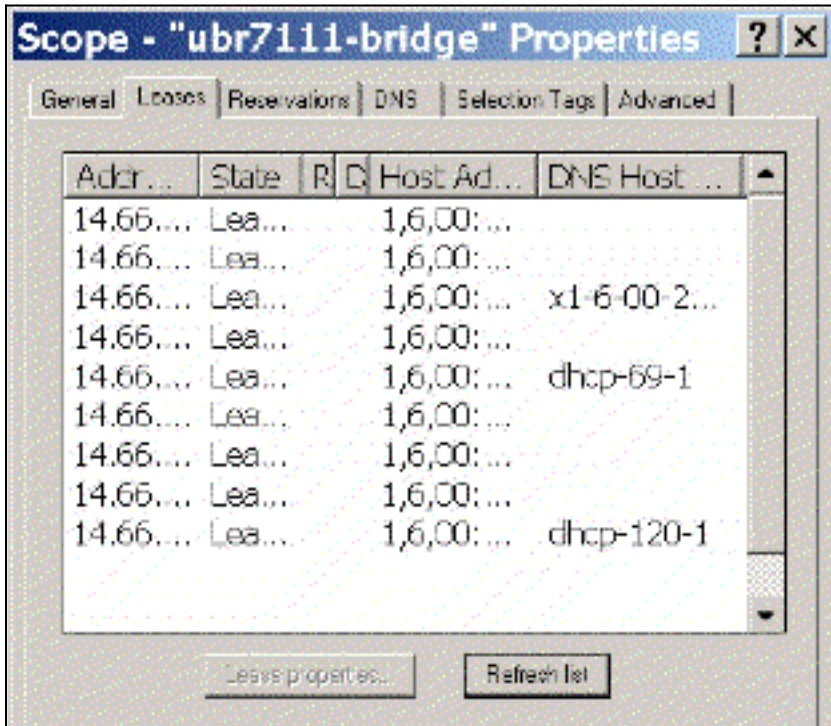 Scope - "ubr7111-bridge" Properties ? ×
General Leases Reservations DNS Selection Tags Advanced
Addr... State R D Host Ad... DNS Host ...
14.66.... Lea... 1,6,00:...
14.66.... Lea... 1,6,00:...
14.66.... Lea... 1,6,00:... x1-6-00-2...
14.66.... Lea... 1,6,00:...
14.66.... Lea... 1,6,00:... dhcp-69-1
14.66.... Lea... 1,6,00:...
14.66.... Lea... 1,6,00:...
14.66.... Lea... 1,6,00:...
14.66.... Lea... 1,6,00:... dhcp-120-1
Lease properties... Refresh list